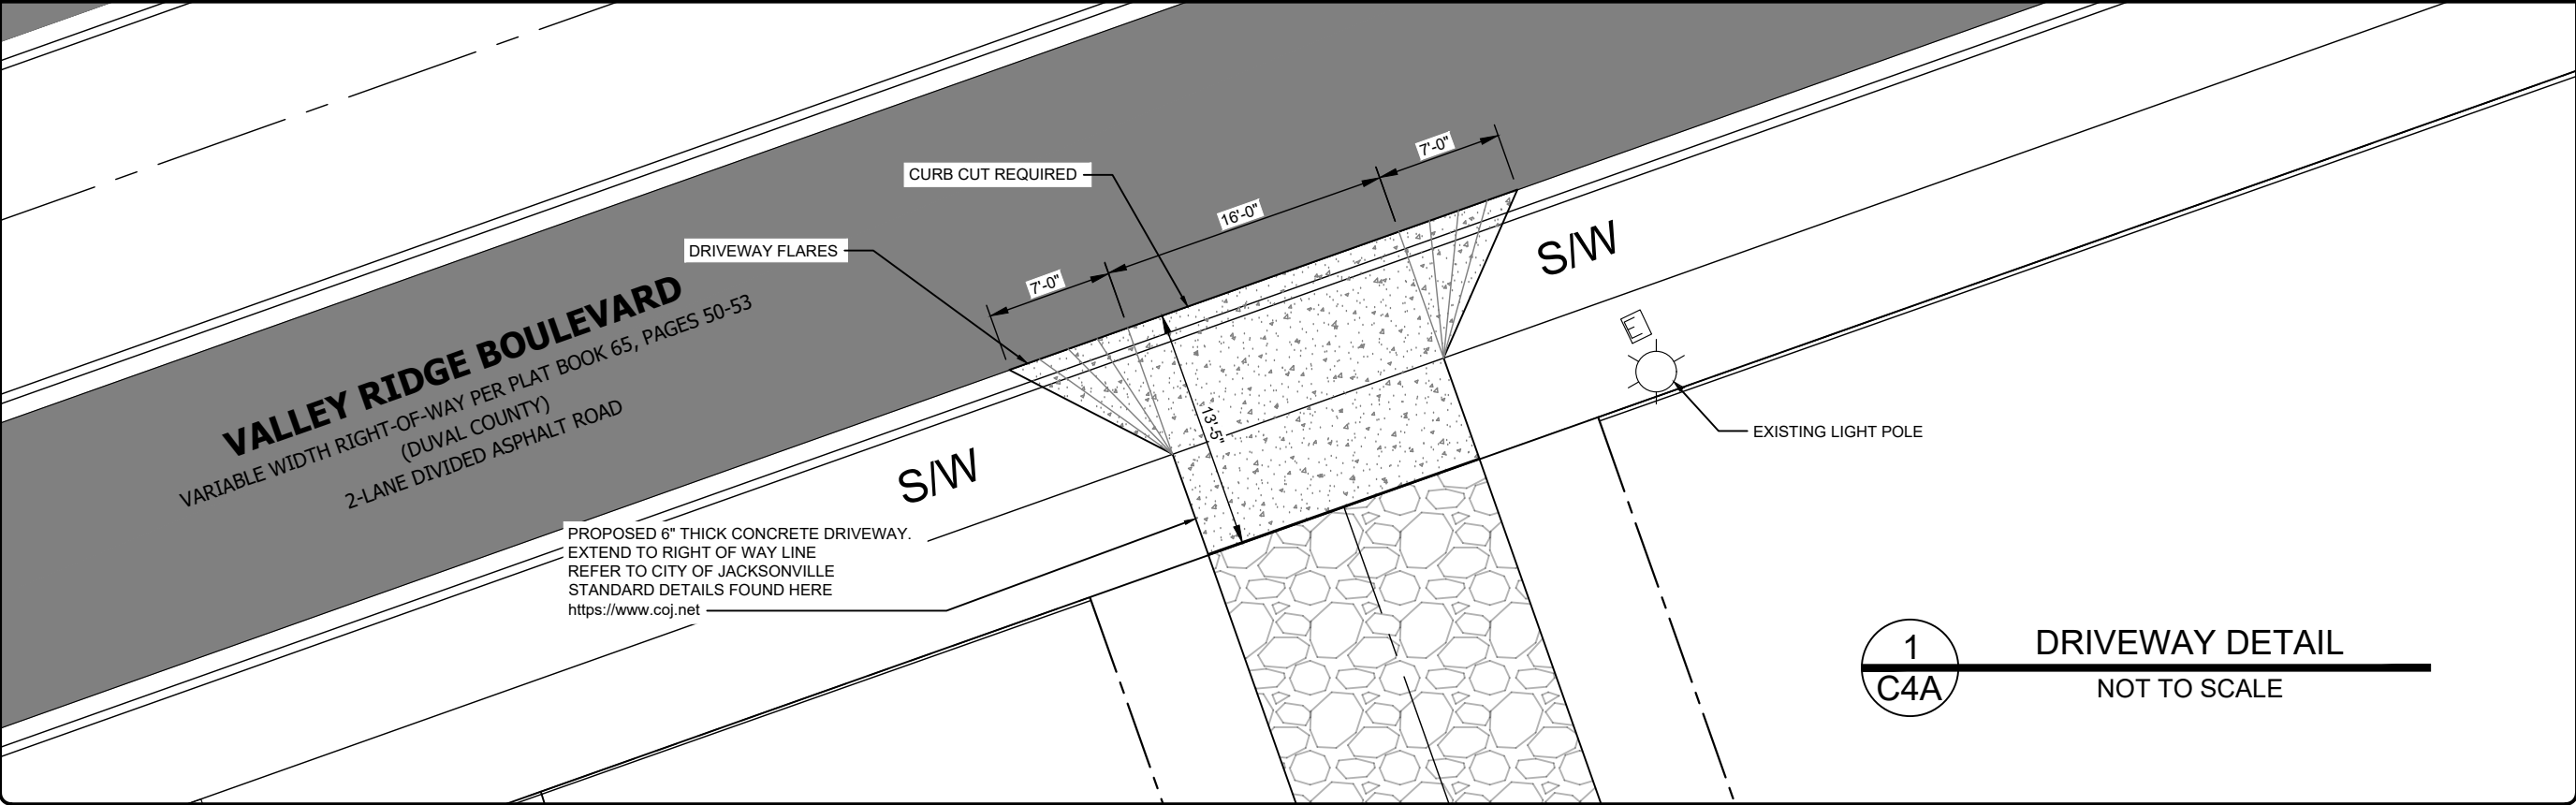 CURB CUT REQUIRED
7'-0"
16'-0"
7'-0"
DRIVEWAY FLARES
VALLEY RIDGE BOULEVARD
VARIABLE WIDTH RIGHT-OF-WAY PER PLAT BOOK 65, PAGES 50-53
(DUVAL COUNTY)
2-LANE DIVIDED ASPHALT ROAD
S/W
S/W
13'-5"
E
EXISTING LIGHT POLE
PROPOSED 6" THICK CONCRETE DRIVEWAY.
EXTEND TO RIGHT OF WAY LINE
REFER TO CITY OF JACKSONVILLE
STANDARD DETAILS FOUND HERE
https://www.coj.net
1
C4A
DRIVEWAY DETAIL
NOT TO SCALE